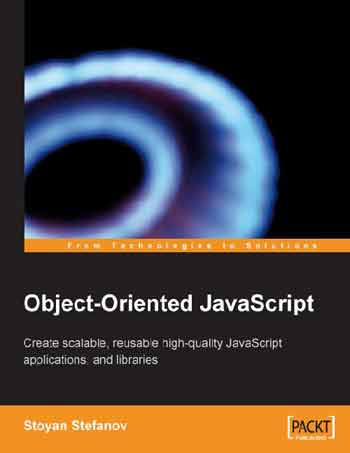 From Technologies to Solutions
Object-Oriented JavaScript
Create scalable, reusable high-quality JavaScript
applications, and libraries
Stoyan Stefanov
PACKT
PUBLISHING